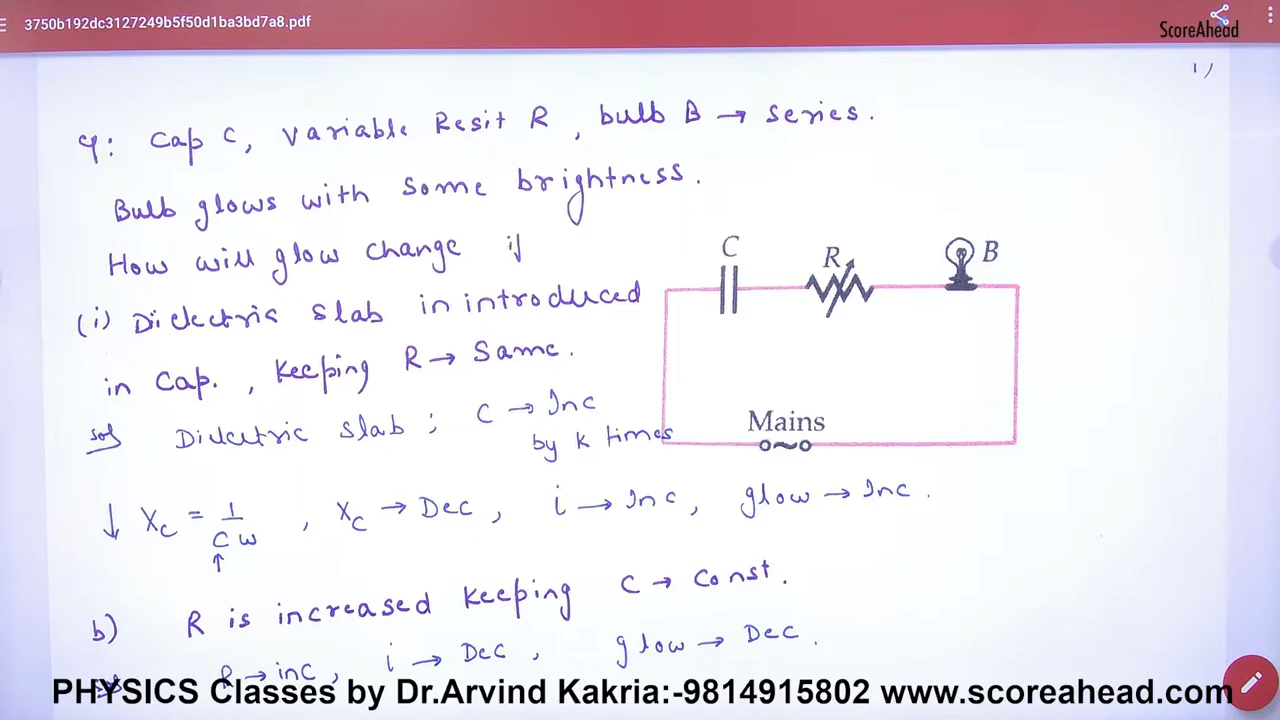 3750b192dc3127249b5f50d1ba3bd7a8.pdf
ScoreAhead
1)
q: Cap C, Variable Resit R, bulb B → series.
Bulb glows with some brightness.
How will glow change if
(i) Dielectric slab in introduced
in Cap., keeping R → Same.
Sol Dielctric slab; C → Inc
by k times
↓ Xc = 1/Cω, Xc → Dec, i → Inc, glow → Inc.
↑
b) R is increased keeping C → Const.
Sol R → inc, i → Dec, glow → Dec.
C
R
B
Mains
PHYSICS Classes by Dr.Arvind Kakria:-9814915802 www.scoreahead.com